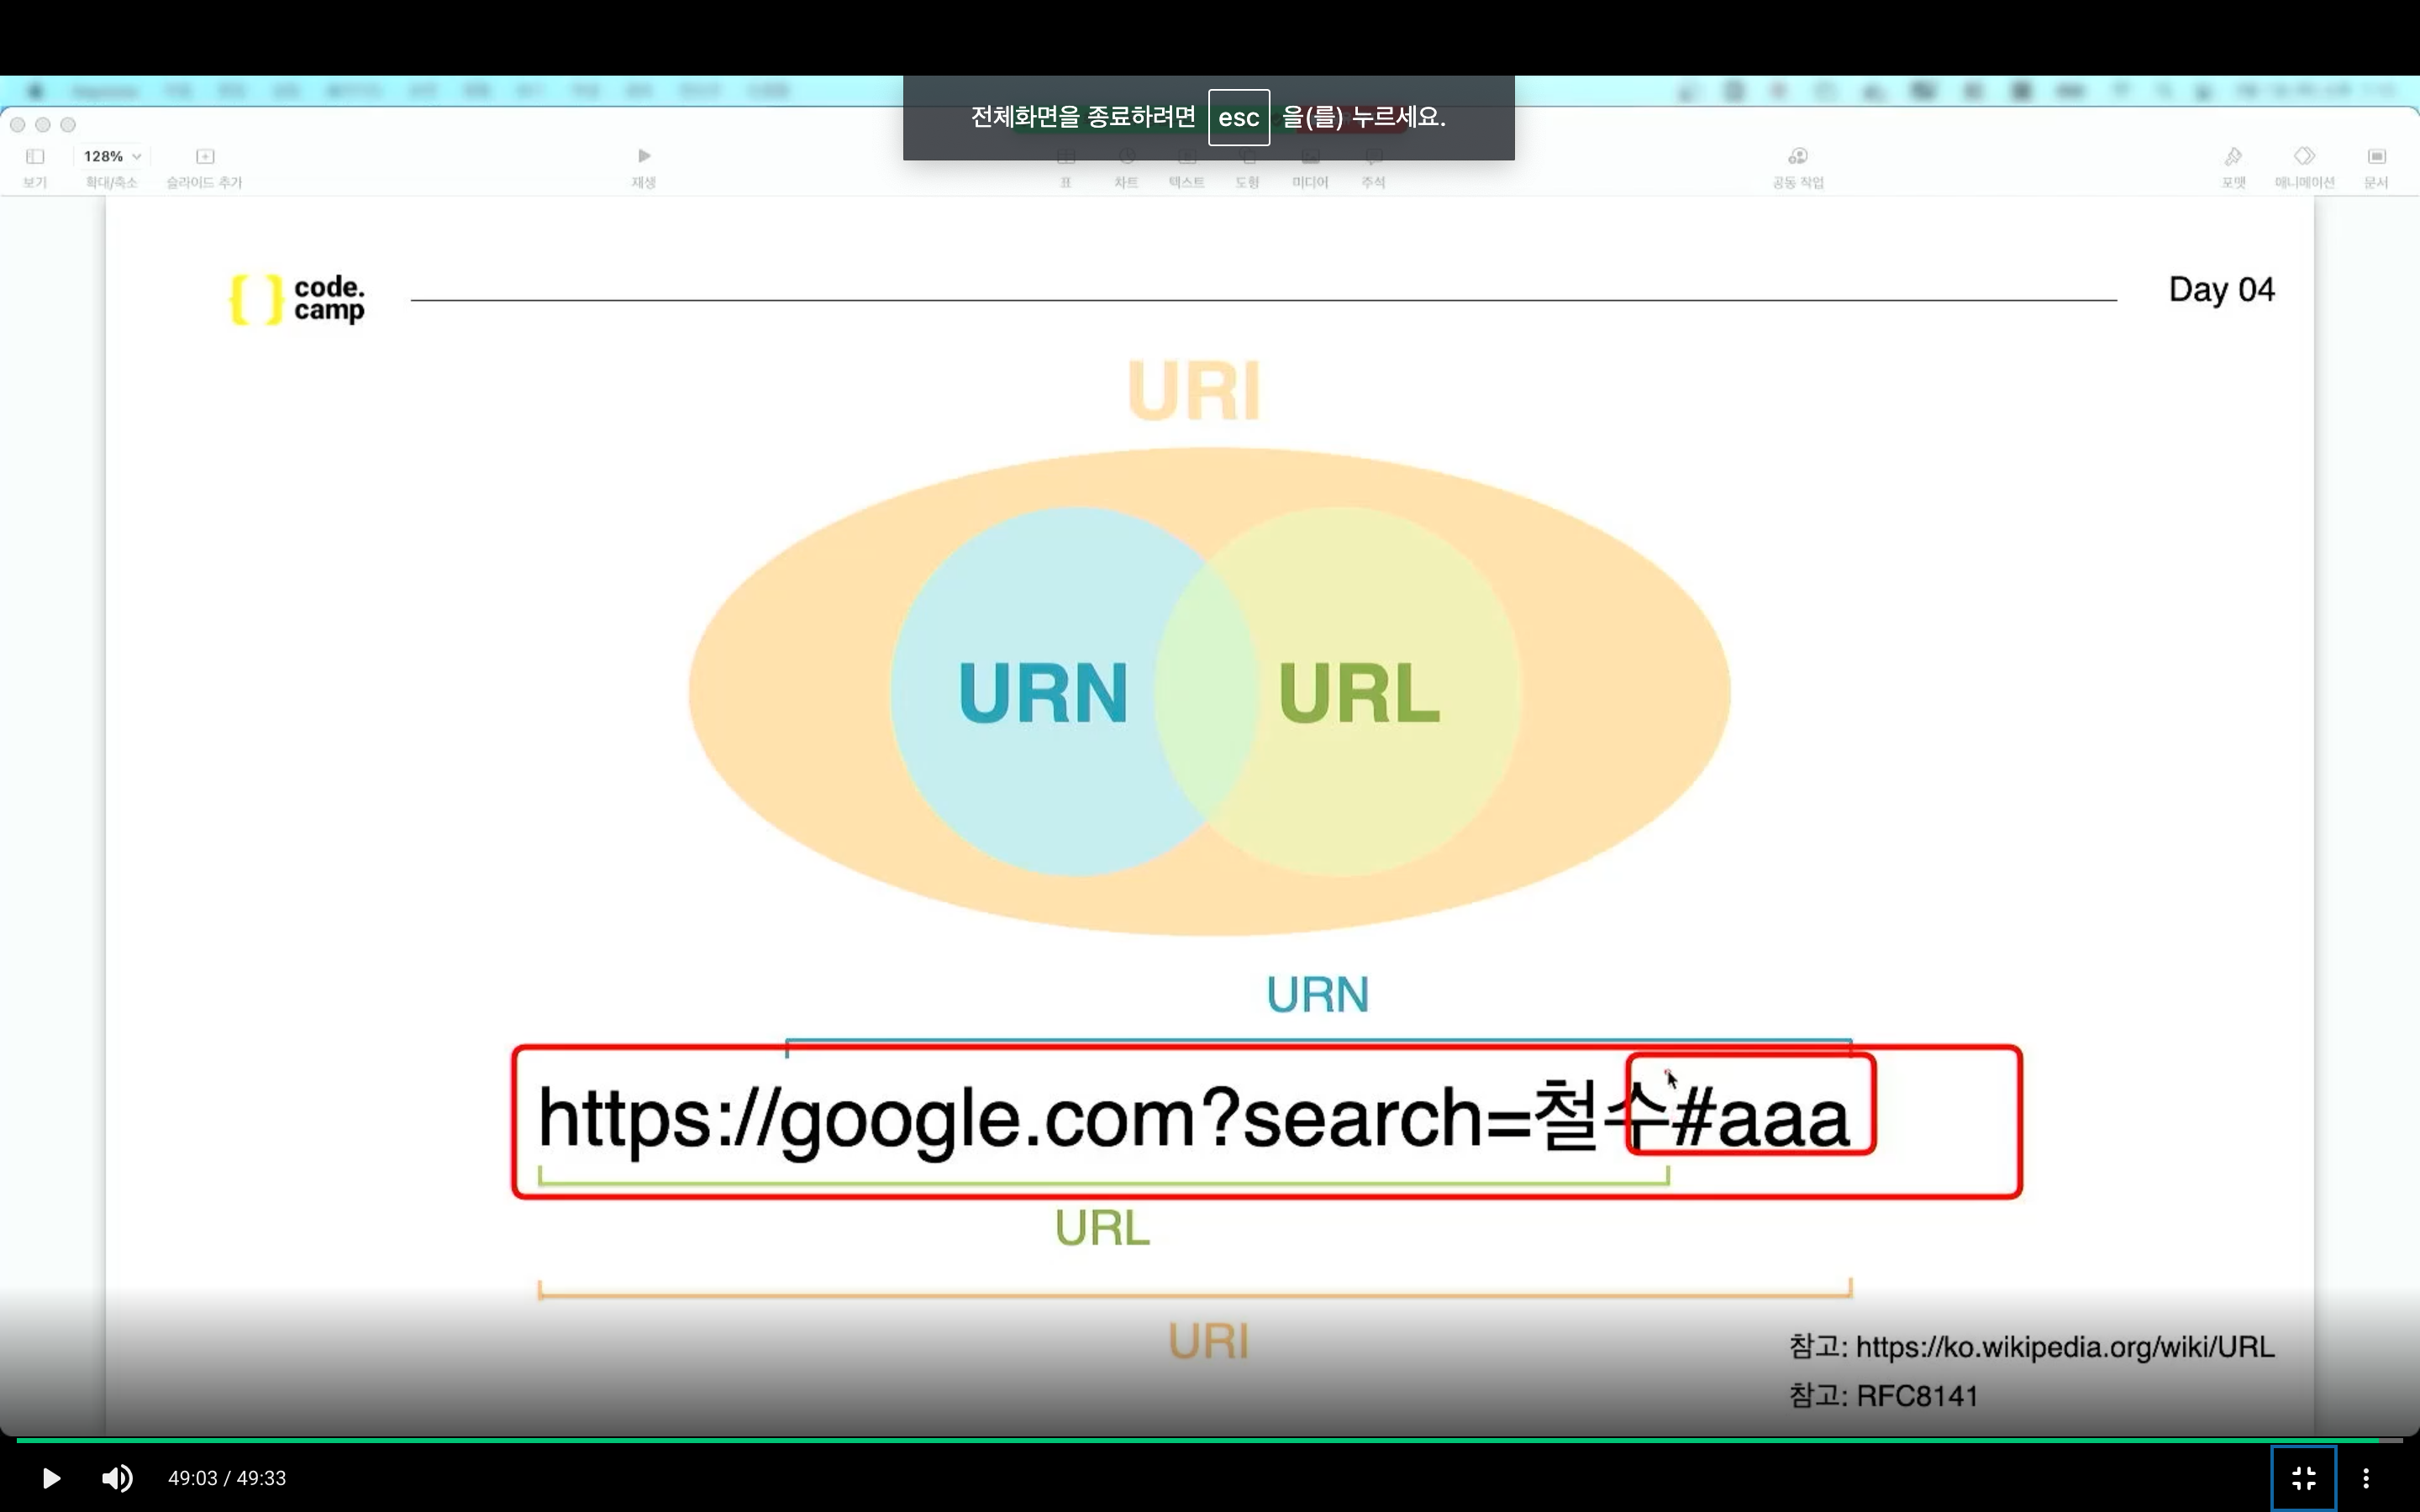 전체화면을 종료하려면 esc 을(를) 누르세요.
128%
보기 확대/축소 슬라이드 추가 재생 표 차트 텍스트 도형 미디어 주석 공동 작업 포맷 애니메이션 문서
{ } code.
camp
Day 04
URI
URN URL
URN
https://google.com?search=철수#aaa
URL
URI
참고: https://ko.wikipedia.org/wiki/URL
참고: RFC8141
49:03 / 49:33